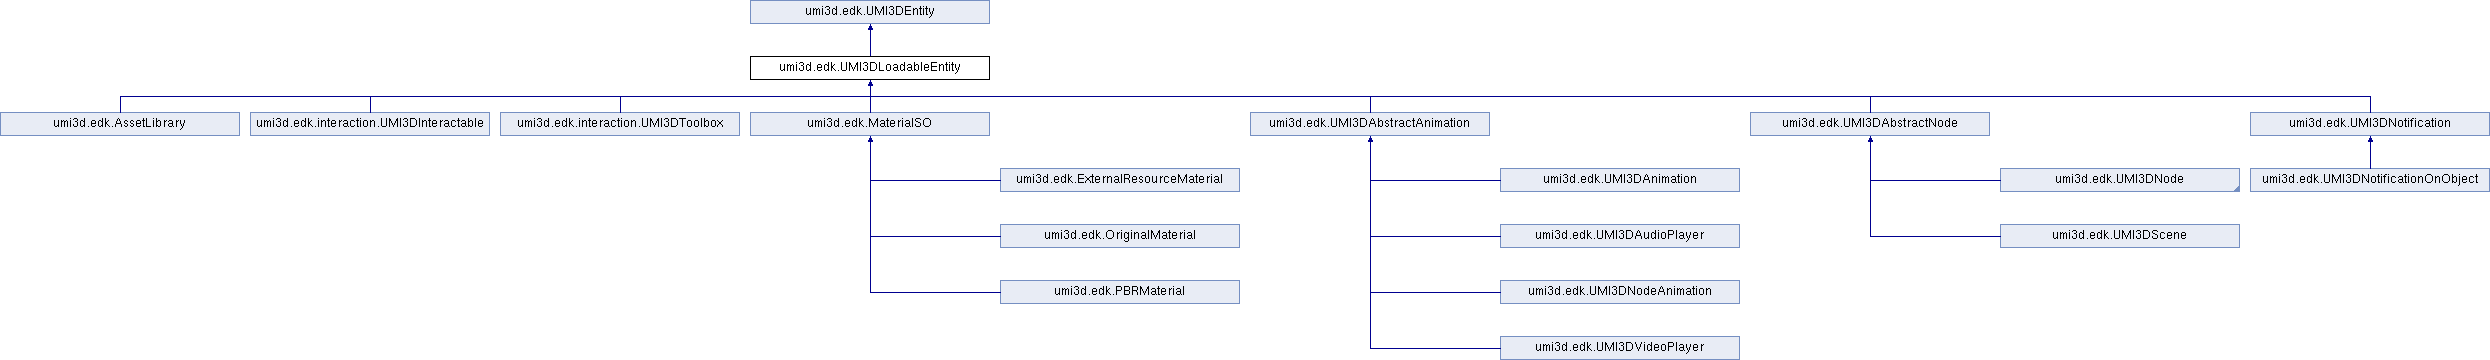 umi3d.edk.UMI3DEntity
umi3d.edk.UMI3DLoadableEntity
umi3d.edk.AssetLibrary
umi3d.edk.interaction.UMI3DInteractable
umi3d.edk.interaction.UMI3DToolbox
umi3d.edk.MaterialSO
umi3d.edk.UMI3DAbstractAnimation
umi3d.edk.UMI3DAbstractNode
umi3d.edk.UMI3DNotification
umi3d.edk.ExternalResourceMaterial
umi3d.edk.UMI3DAnimation
umi3d.edk.UMI3DNode
umi3d.edk.UMI3DNotificationOnObject
umi3d.edk.OriginalMaterial
umi3d.edk.UMI3DAudioPlayer
umi3d.edk.UMI3DScene
umi3d.edk.PBRMaterial
umi3d.edk.UMI3DNodeAnimation
umi3d.edk.UMI3DVideoPlayer